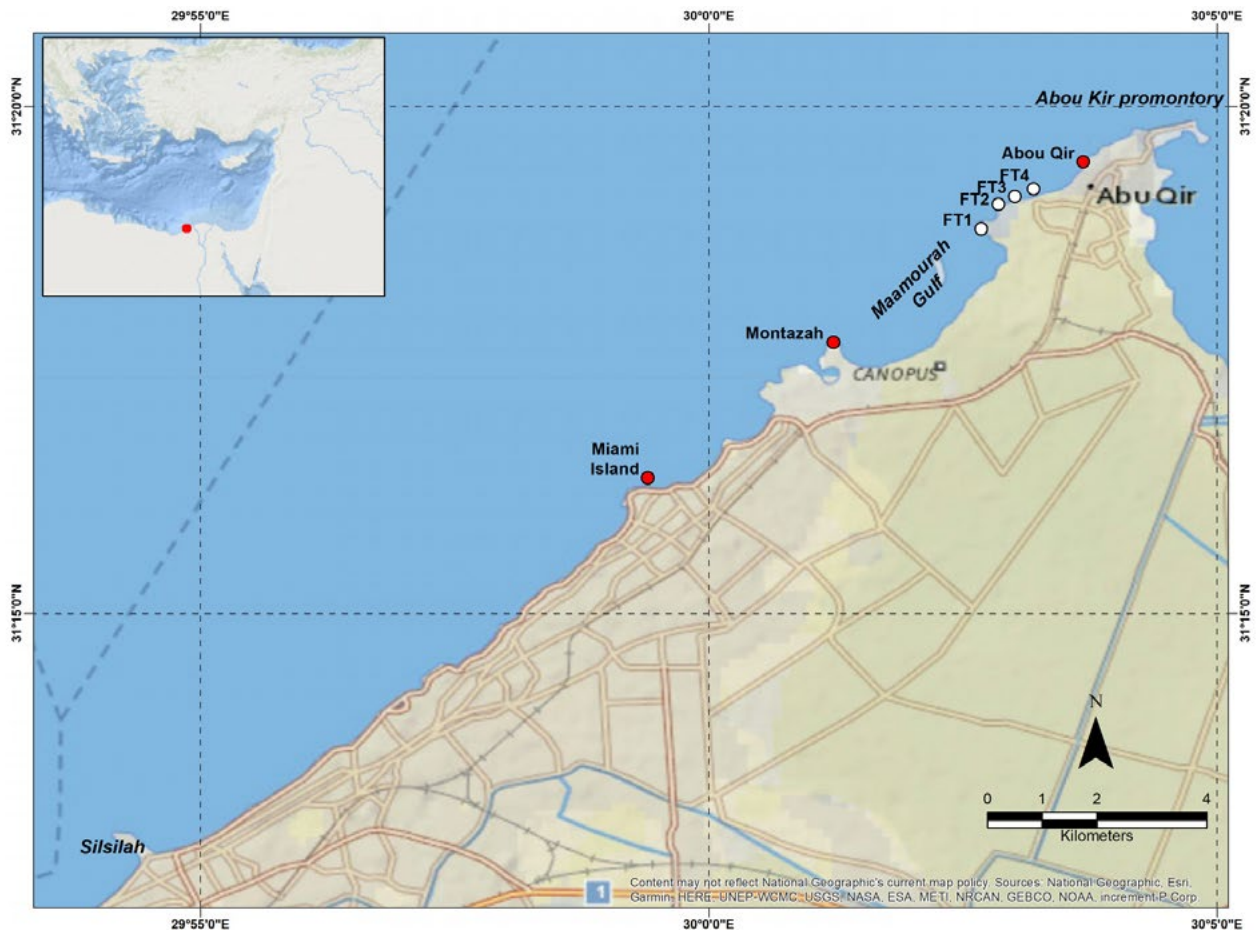 29°55'0"E
30°0'0"E
30°5'0"E
31°20'0"N
31°20'0"N
Abou Kir promontory
Abou Qir
FT4
FT3
FT2
FT1
Abu Qir
Maamourah
Gulf
Montazah
CANOPUS
Miami
Island
31°15'0"N
31°15'0"N
N
0 1 2 4
Kilometers
Silsilah
1
Content may not reflect National Geographic's current map policy. Sources: National Geographic, Esri,
Garmin, HERE, UNEP-WCMC, USGS, NASA, ESA, METI, NRCAN, GEBCO, NOAA, increment P Corp.
29°55'0"E
30°0'0"E
30°5'0"E